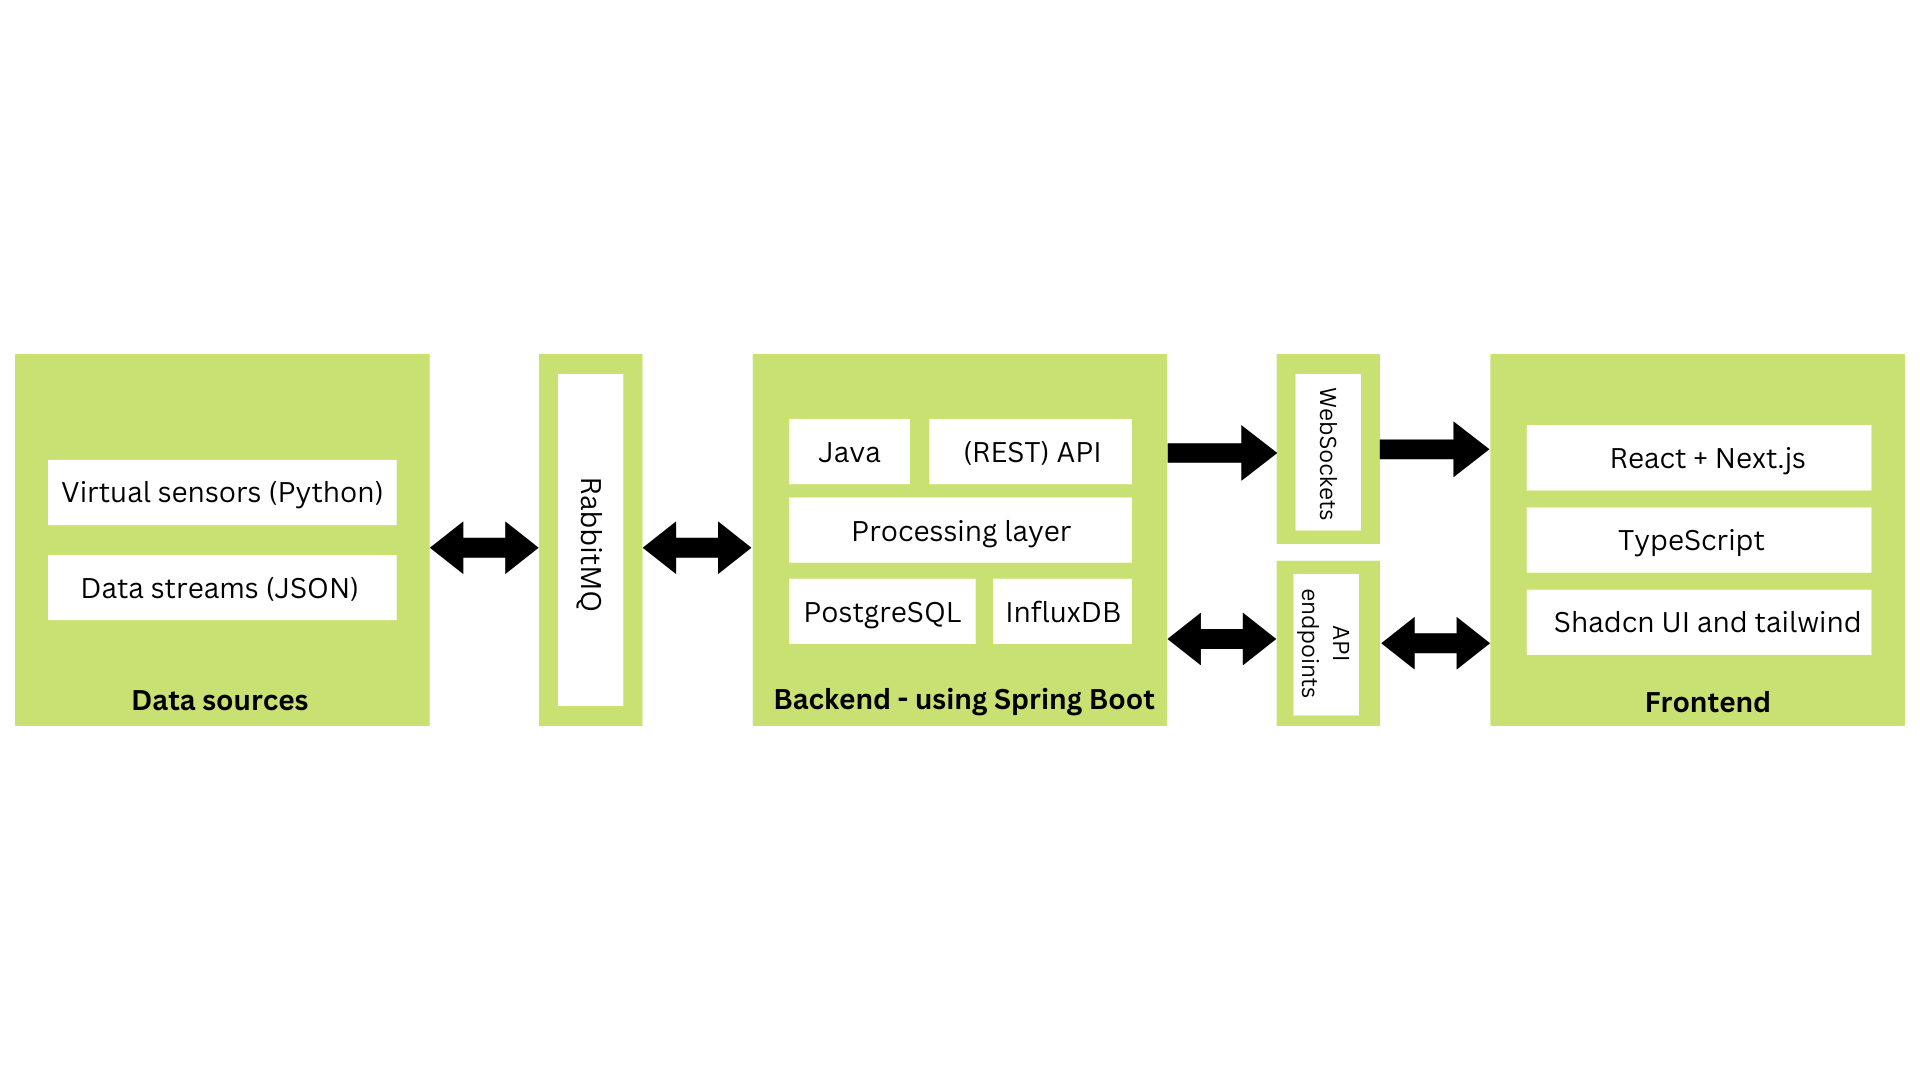 Virtual sensors (Python)
Data streams (JSON)
Data sources
RabbitMQ
Java
(REST) API
Processing layer
PostgreSQL
InfluxDB
Backend - using Spring Boot
WebSockets
API
endpoints
React + Next.js
TypeScript
Shadcn UI and tailwind
Frontend